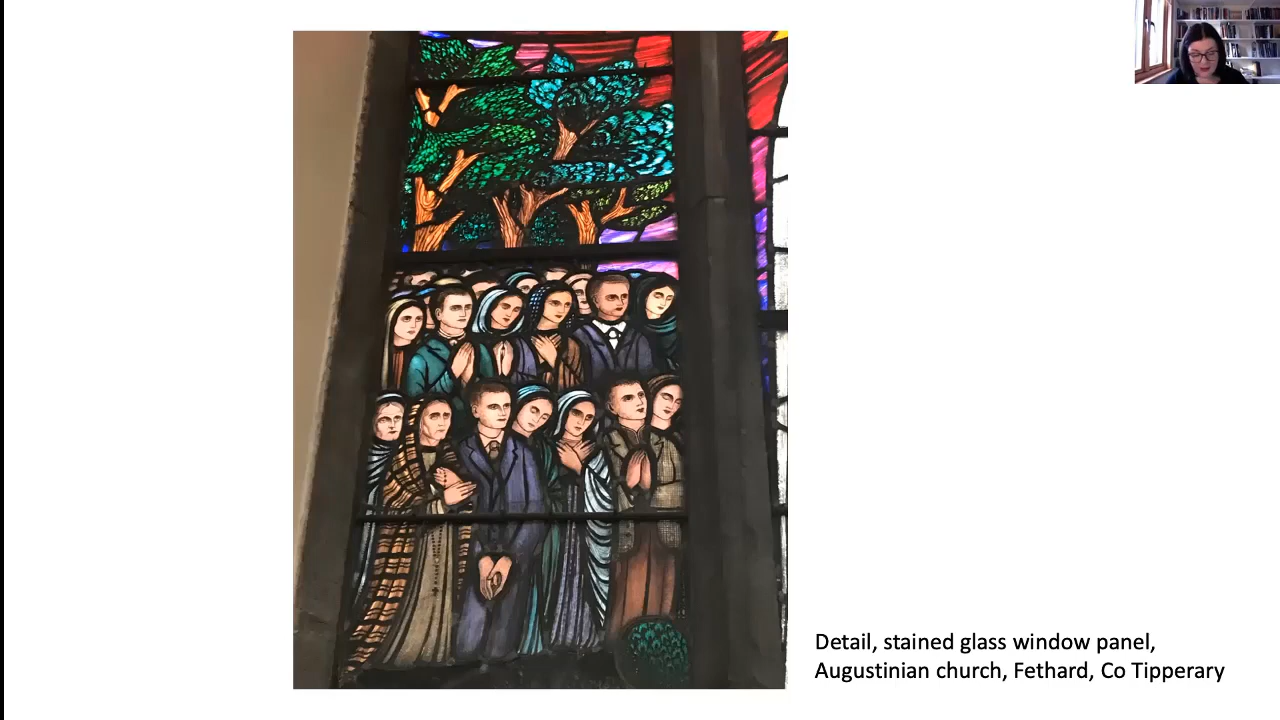 Detail, stained glass window panel,
Augustinian church, Fethard, Co Tipperary